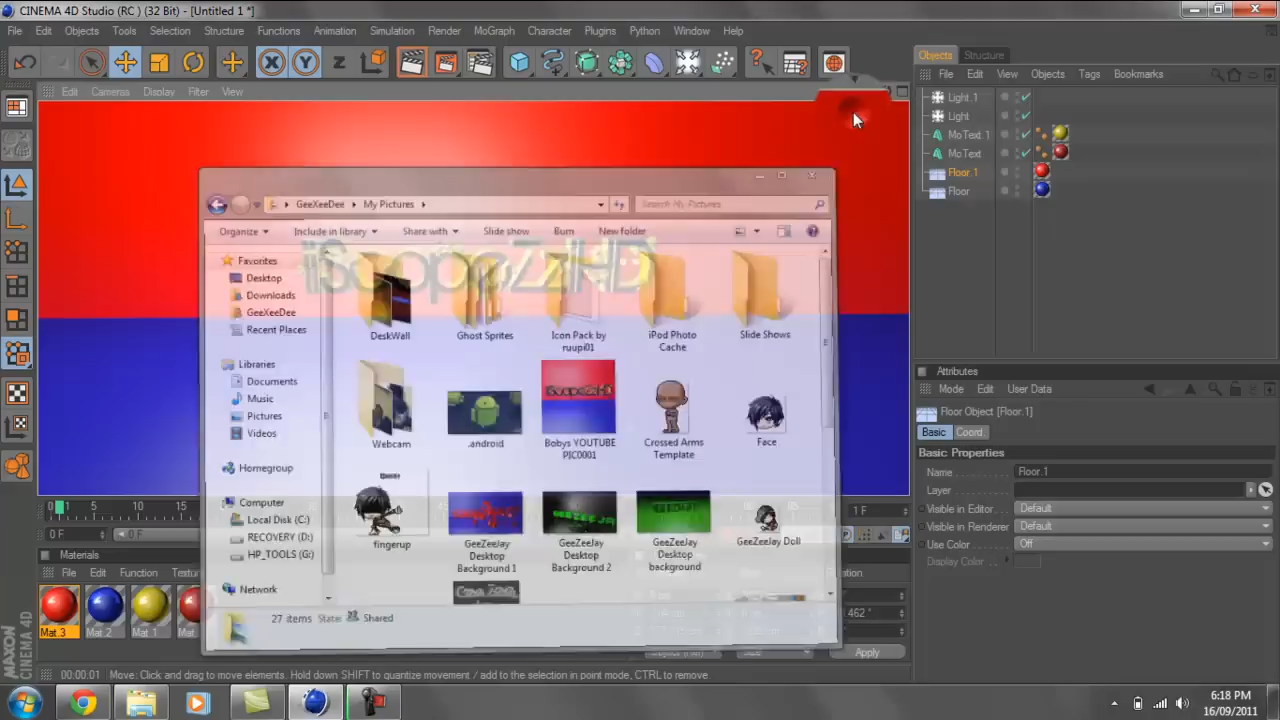 CINEMA 4D Studio (RC ) (32 Bit) - [Untitled 1 *]
File Edit Objects Tools Selection Structure Functions Animation Simulation Render MoGraph Character Plugins Python Window Help
Objects Structure
File Edit View Objects Tags Bookmarks
Edit Cameras Display Filter View
Light.1
Light
MoText.1
MoText
Floor.1
Floor
GeeXeeDee My Pictures
Search My Pictures
Organize Include in library Share with Slide show Burn New folder
iScopeZzHD
Favorites
Desktop
Downloads
GeeXeeDee
Recent Places
Libraries
Documents
Music
Pictures
Videos
Homegroup
Computer
Local Disk (C:)
RECOVERY (D:)
HP_TOOLS (G:)
Network
DeskWall
Ghost Sprites
Icon Pack by
ruupi01
iPod Photo
Cache
Slide Shows
Webcam
.android
Bobys YOUTUBE
PIC0001
Crossed Arms
Template
Face
fingerup
GeeZeeJay
Desktop
Background 1
GeeZeeJay
Desktop
Background 2
GeeZeeJay
Desktop
background
GeeZeeJay Doll
27 items State: Shared
Attributes
Mode Edit User Data
Floor Object [Floor.1]
Basic Coord.
Basic Properties
Name Floor.1
Layer
Visible in Editor Default
Visible in Renderer Default
Use Color Off
Display Color
0 1 5 10 15
1 F
0 F 0 F
Materials
File Edit Function
Mat.3 Mat.2 Mat.1
Apply
MAXON
CINEMA 4D
00:00:01 Move: Click and drag to move elements. Hold down SHIFT to quantize movement / add to the selection in point mode, CTRL to remove
6:18 PM
16/09/2011